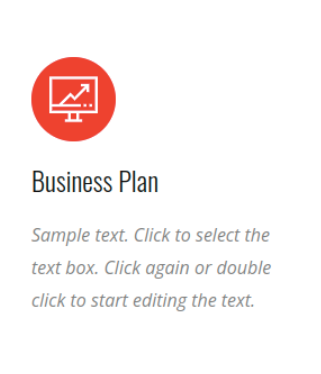 Business Plan
Sample text. Click to select the
text box. Click again or double
click to start editing the text.